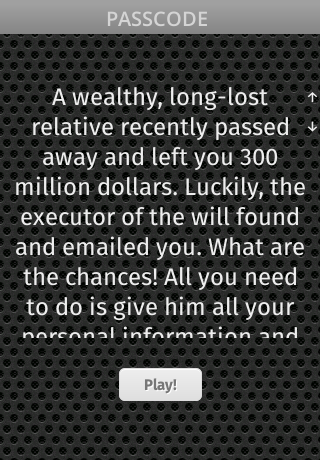 PASSCODE
A wealthy, long-lost
relative recently passed
away and left you 300
million dollars. Luckily, the
executor of the will found
and emailed you. What are
the chances! All you need
to do is give him all your
personal information and
Play!